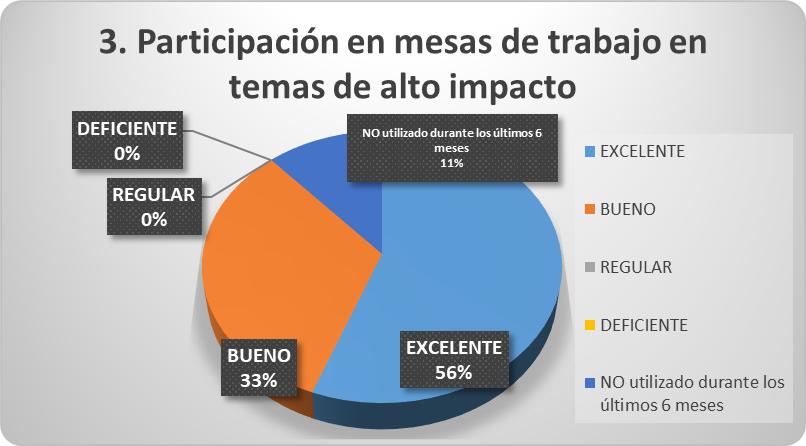 3. Participación en mesas de trabajo en
temas de alto impacto
DEFICIENTE
0%
NO utilizado durante los últimos 6
meses
11%
REGULAR
0%
BUENO
33%
EXCELENTE
56%
EXCELENTE
BUENO
REGULAR
DEFICIENTE
NO utilizado durante los
últimos 6 meses